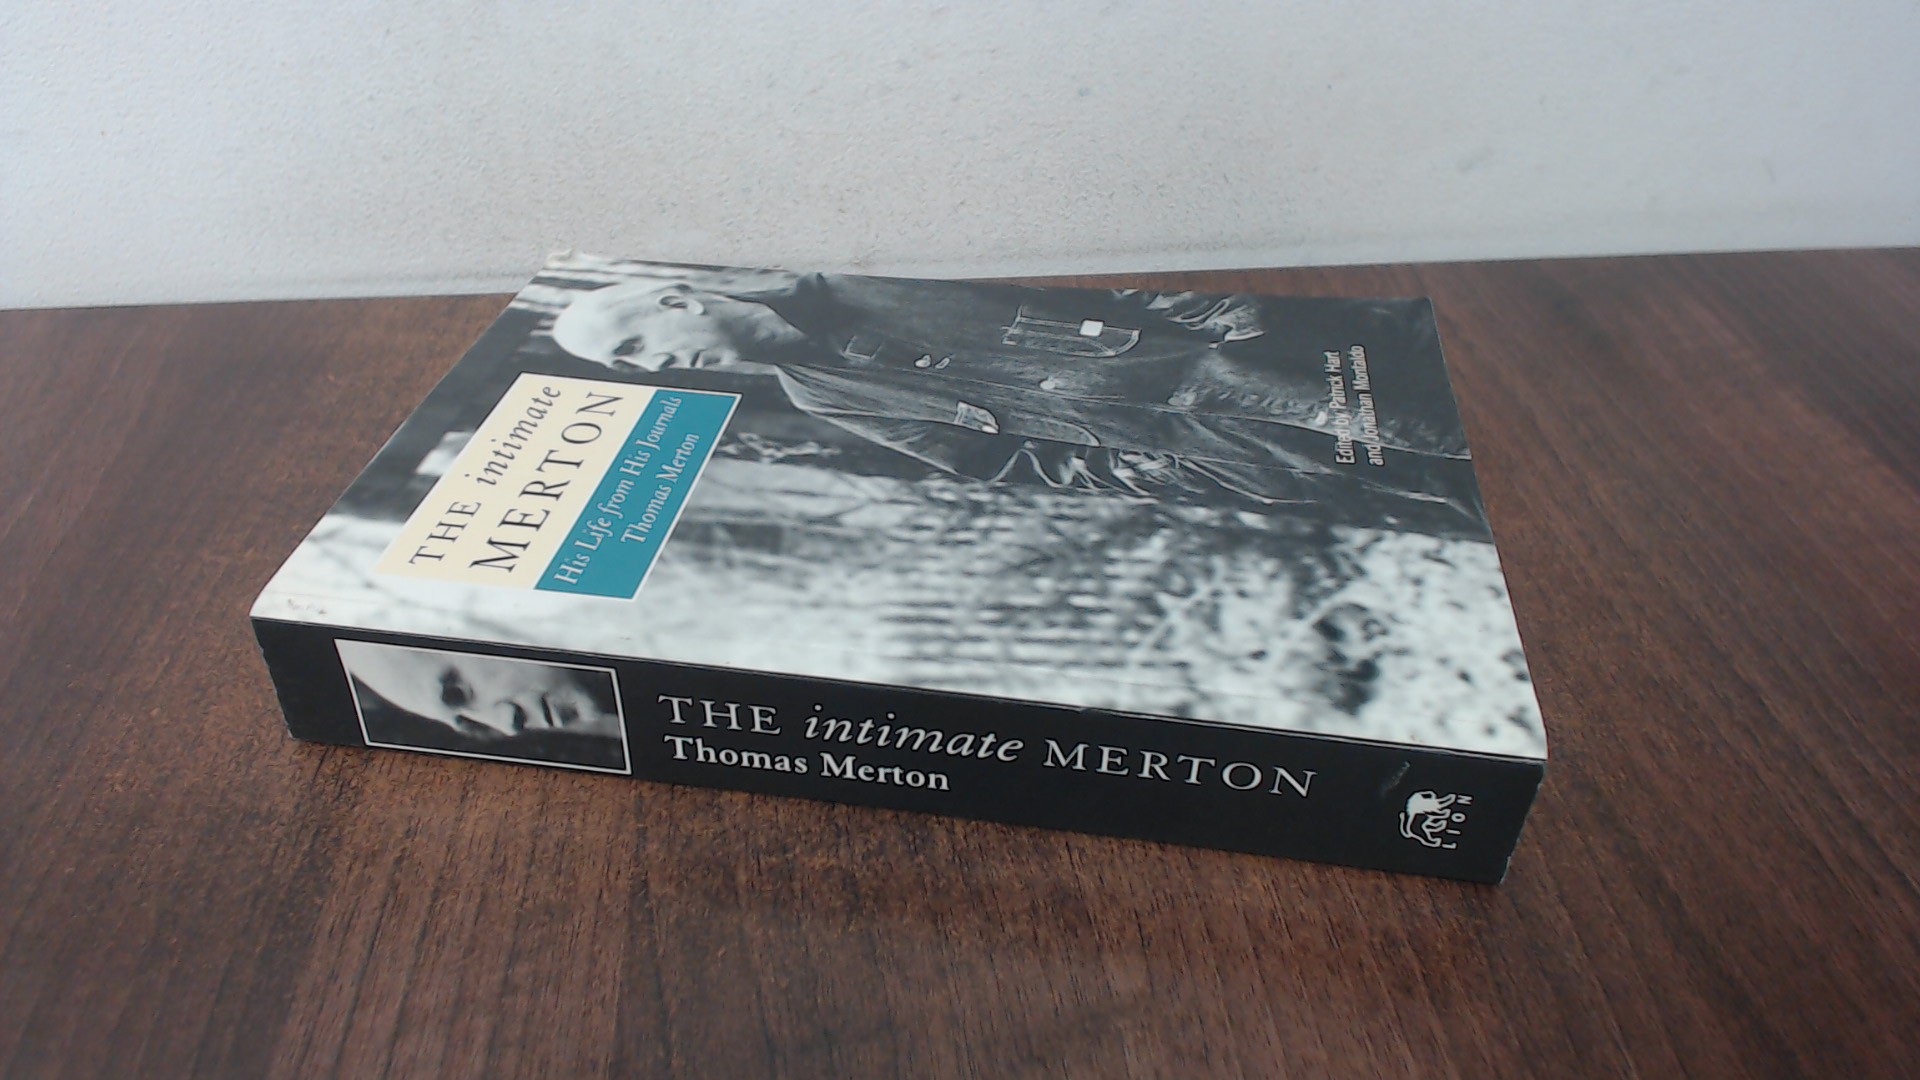 THE intimate
MERTON
His Life from His Journals
Thomas Merton
Edited by Patrick Hart
and Jonathan Montaldo
THE intimate MERTON
Thomas Merton
LION